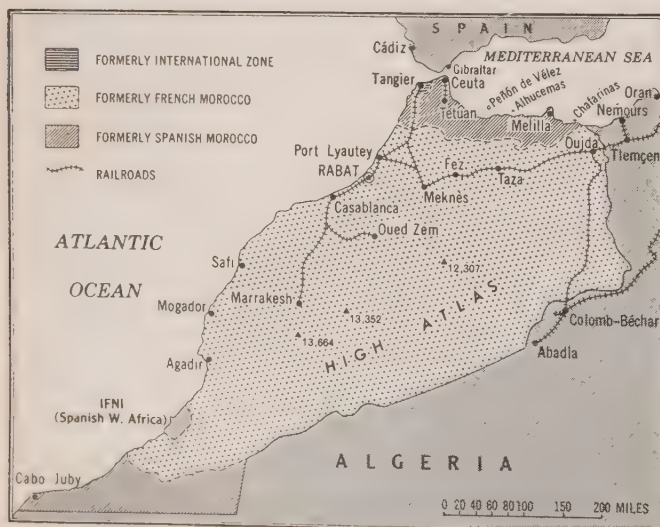 SPAIN
Cádiz
MEDITERRANEAN SEA
FORMERLY INTERNATIONAL ZONE
FORMERLY FRENCH MOROCCO
FORMERLY SPANISH MOROCCO
RAILROADS
Gibraltar
Tangier
Ceuta
Peñón de Vélez
Alhucemas
Chafarinas
Oran
Nemours
Tetuán
Melilla
Port Lyautey
Oujda
Tlemçen
RABAT
Fez
Taza
Meknès
Casablanca
Oued Zem
ATLANTIC
OCEAN
Safi
12,307
Mogador
Marrakesh
13,352
13,664
HIGH ATLAS
Colomb-Béchar
Abadla
Agadir
IFNI
(Spanish W. Africa)
ALGERIA
Cabo Juby
0 20 40 60 80 100 150 200 MILES